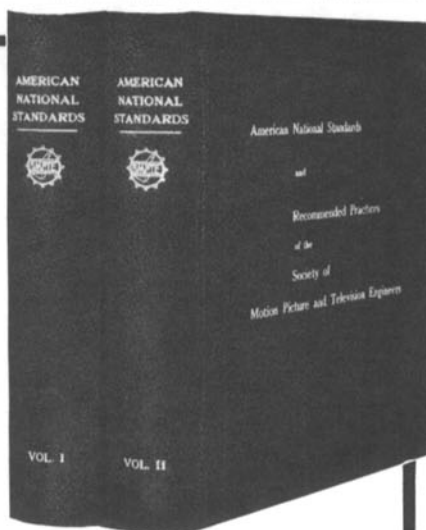 AMERICAN
NATIONAL
STANDARDS
VOL. I
AMERICAN
NATIONAL
STANDARDS
VOL. II
American National Standards
and
Recommended Practices
of the
Society of
Motion Picture and Television Engineers